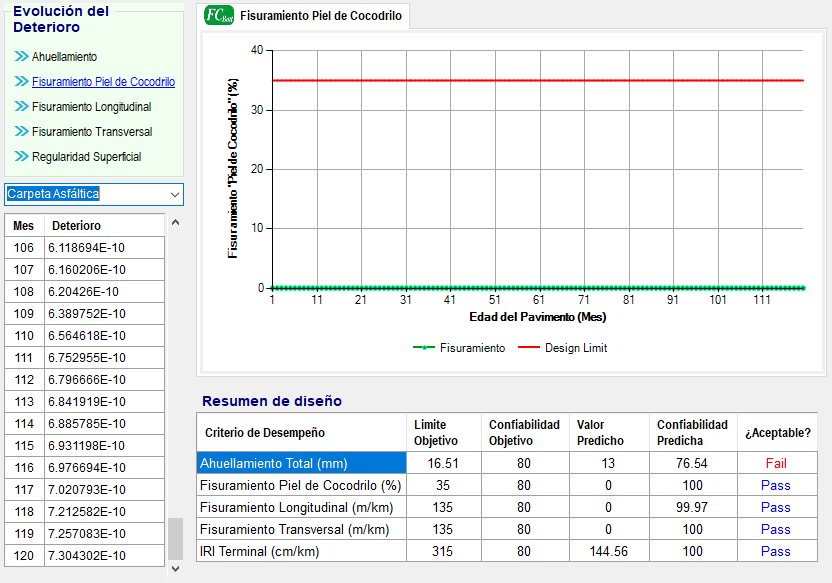 Evolución del
Deterioro
Ahuellamiento
Fisuramiento Piel de Cocodrilo
Fisuramiento Longitudinal
Fisuramiento Transversal
Regularidad Superficial
Carpeta Asfáltica
Mes Deterioro
106 6.118694E-10
107 6.160206E-10
108 6.20426E-10
109 6.389752E-10
110 6.564618E-10
111 6.752955E-10
112 6.796666E-10
113 6.841919E-10
114 6.885785E-10
115 6.931198E-10
116 6.976694E-10
117 7.020793E-10
118 7.212582E-10
119 7.257083E-10
120 7.304302E-10
Fisuramiento Piel de Cocodrilo
Fisuramiento "Piel de Cocodrilo" (%)
40
30
20
10
0
1 11 21 31 41 51 61 71 81 91 101 111
Edad del Pavimento (Mes)
Fisuramiento Design Limit
Resumen de diseño
Criterio de Desempeño Limite Objetivo Confiabilidad Objetivo Valor Predicho Confiabilidad Predicha ¿Aceptable?
Ahuellamiento Total (mm) 16.51 80 13 76.54 Fail
Fisuramiento Piel de Cocodrilo (%) 35 80 0 100 Pass
Fisuramiento Longitudinal (m/km) 135 80 0 99.97 Pass
Fisuramiento Transversal (m/km) 135 80 0 100 Pass
IRI Terminal (cm/km) 315 80 144.56 100 Pass